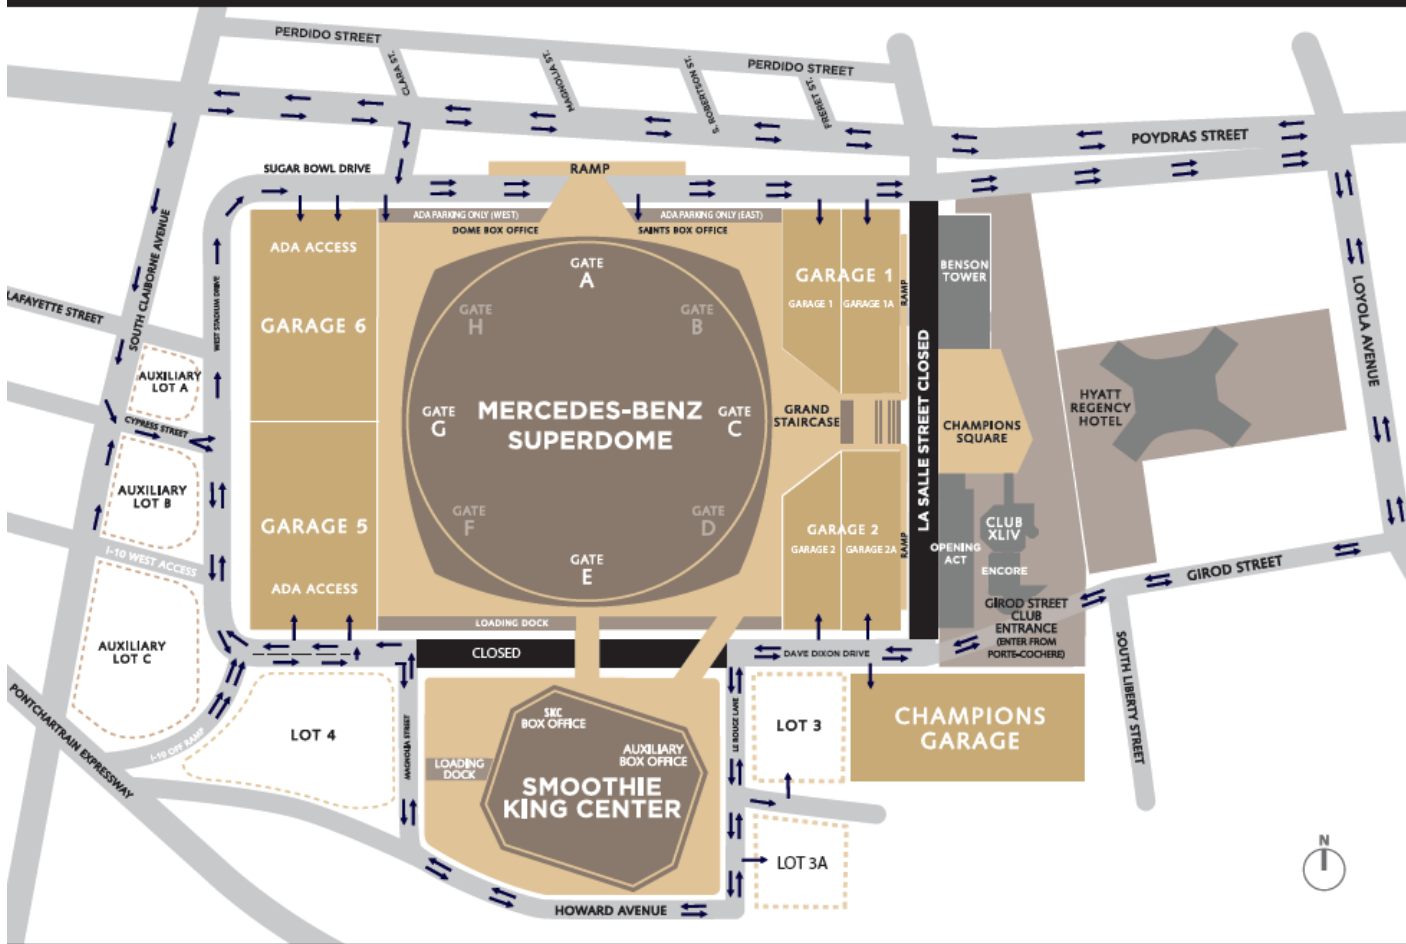 PERDIDO STREET
CLARA ST.
MAGNOLIA ST.
S. ROBERTSON ST.
PERDIDO STREET
FRERET ST.
POYDRAS STREET
SUGAR BOWL DRIVE
RAMP
ADA PARKING ONLY (WEST)
ADA PARKING ONLY (EAST)
DOME BOX OFFICE
SAINTS BOX OFFICE
ADA ACCESS
GARAGE 6
GATE
A
GATE
H
GATE
B
GARAGE 1
GARAGE 1
GARAGE 1A
RAMP
BENSON
TOWER
SOUTH CLAIBORNE AVENUE
WEST STADIUM DRIVE
LAFAYETTE STREET
LOYOLA AVENUE
AUXILIARY
LOT A
CYPRESS STREET
GATE
G
MERCEDES-BENZ
SUPERDOME
GATE
C
GRAND
STAIRCASE
LA SALLE STREET CLOSED
CHAMPIONS
SQUARE
HYATT
REGENCY
HOTEL
AUXILIARY
LOT B
GARAGE 5
GATE
F
GATE
D
GARAGE 2
GARAGE 2
GARAGE 2A
RAMP
OPENING
ACT
CLUB
XLIV
ENCORE
I-10 WEST ACCESS
ADA ACCESS
GATE
E
GIROD STREET
GIROD STREET
CLUB
ENTRANCE
(ENTER FROM
PORTE-COCHERE)
LOADING DOCK
AUXILIARY
LOT C
CLOSED
DAVE DIXON DRIVE
SOUTH LIBERTY STREET
PONTCHARTRAIN EXPRESSWAY
I-10 OFF RAMP
LOT 4
MAGNOLIA STREET
SKC
BOX OFFICE
AUXILIARY
BOX OFFICE
LOADING
DOCK
SMOOTHIE
KING CENTER
LE ROUGE LANE
LOT 3
CHAMPIONS
GARAGE
LOT 3A
HOWARD AVENUE
N